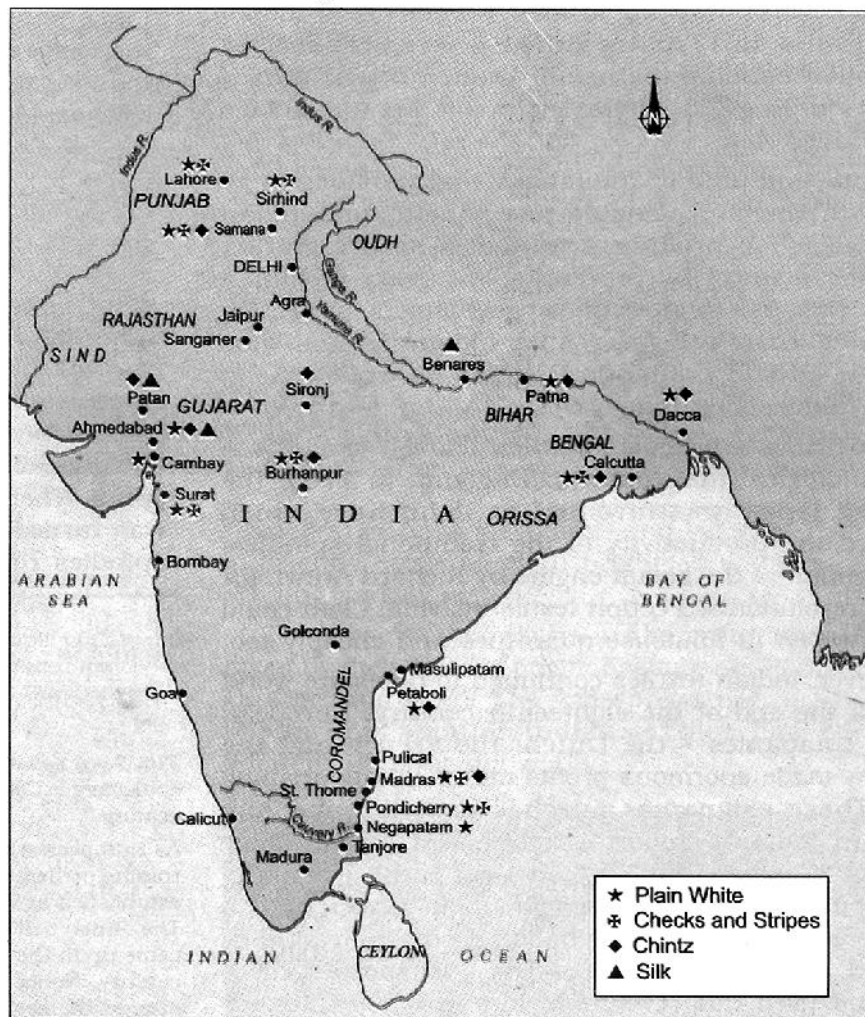 Indus R.
Indus R.
Lahore
PUNJAB
Sirhind
Samana
OUDH
DELHI
Ganga R.
Agra
Yamuna R.
RAJASTHAN
Jaipur
Sanganer
SIND
Benares
Patan
GUJARAT
Sironj
Patna
BIHAR
Dacca
Ahmedabad
BENGAL
Cambay
Burhanpur
Calcutta
Surat
INDIA
ORISSA
Bombay
ARABIAN
SEA
BAY OF
BENGAL
Golconda
Masulipatam
Goa
Petaboli
COROMANDEL
Pulicat
Madras
St. Thome
Pondicherry
Calicut
Negapatam
Tanjore
Madura
CEYLON
INDIAN OCEAN
N
Plain White
Checks and Stripes
Chintz
Silk